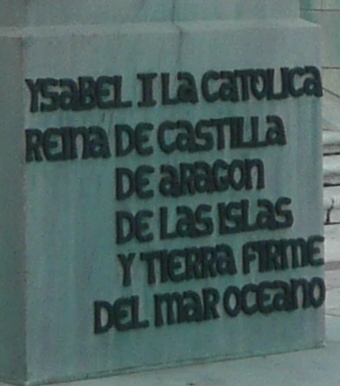 YSABEL I LA CATOLICA
REINA DE CASTILLA
DE ARAGON
DE LAS ISLAS
Y TIERRA FIRME
DEL MAR OCEANO